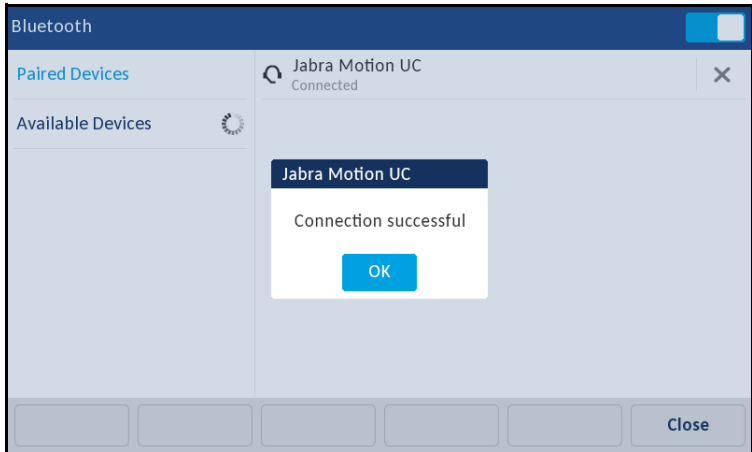 Bluetooth
Paired Devices
Jabra Motion UC
Connected
Available Devices
Jabra Motion UC
Connection successful
OK
Close